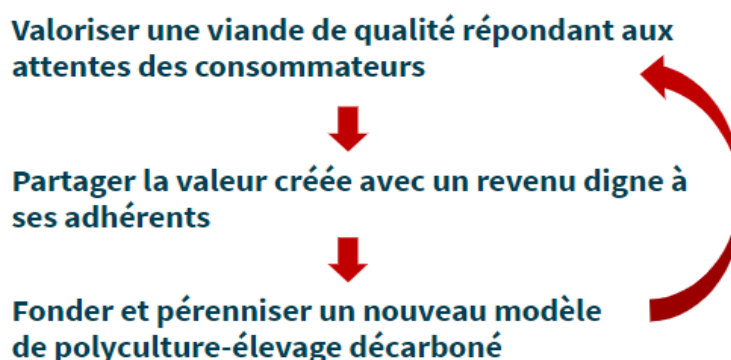 Valoriser une viande de qualité répondant aux
attentes des consommateurs
Partager la valeur créée avec un revenu digne à
ses adhérents
Fonder et pérenniser un nouveau modèle
de polyculture-élevage décarboné